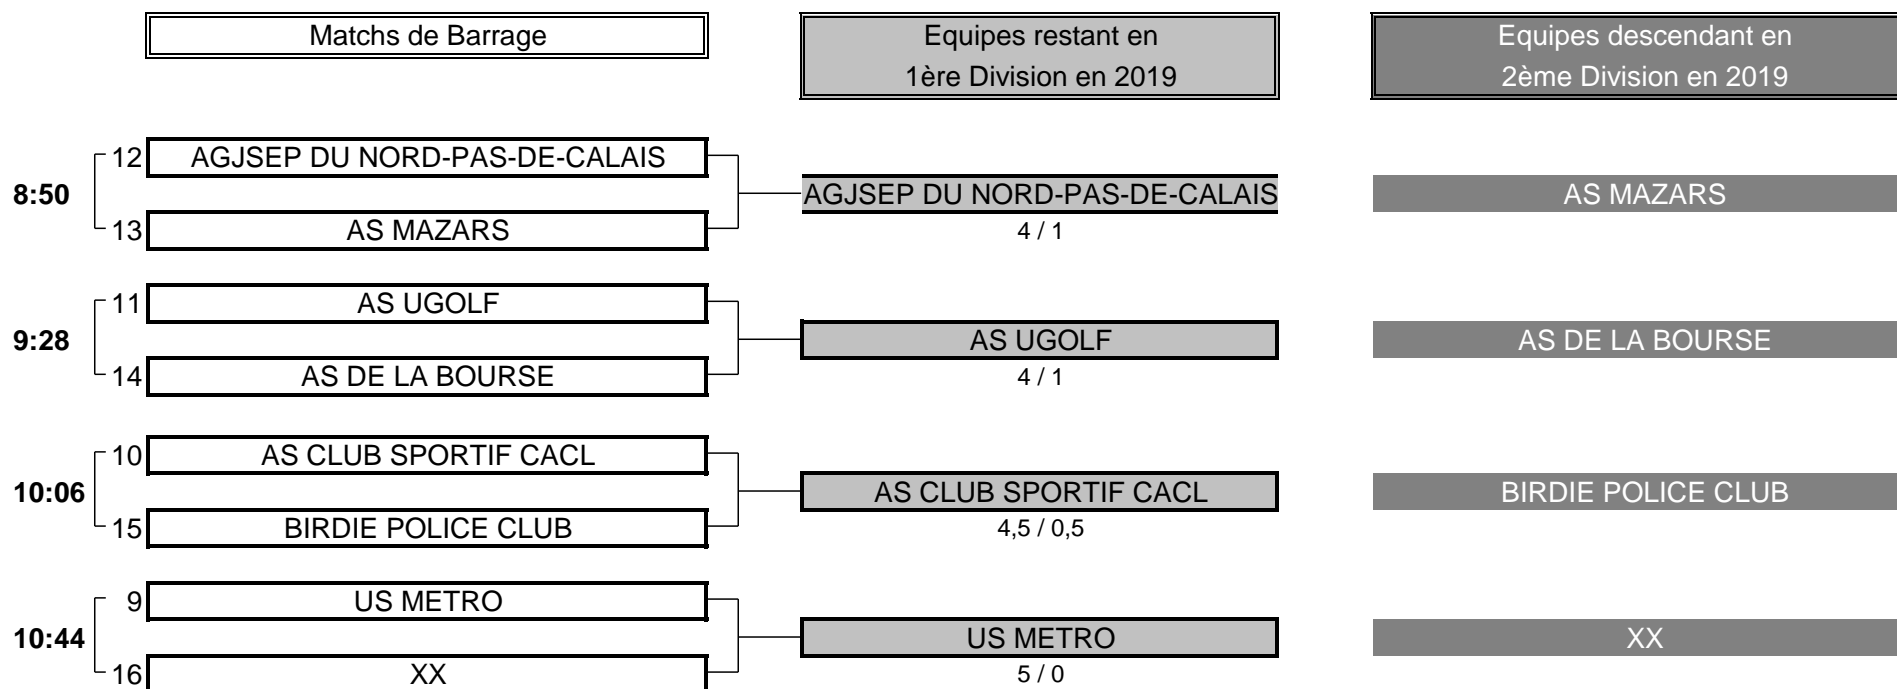 Matchs de Barrage
Equipes restant en
1ère Division en 2019
Equipes descendant en
2ème Division en 2019
12 AGJSEP DU NORD-PAS-DE-CALAIS
8:50 AGJSEP DU NORD-PAS-DE-CALAIS AS MAZARS
13 AS MAZARS 4 / 1
11 AS UGOLF
9:28 AS UGOLF AS DE LA BOURSE
14 AS DE LA BOURSE 4 / 1
10 AS CLUB SPORTIF CACL
10:06 AS CLUB SPORTIF CACL BIRDIE POLICE CLUB
15 BIRDIE POLICE CLUB 4,5 / 0,5
9 US METRO
10:44 US METRO XX
16 XX 5 / 0